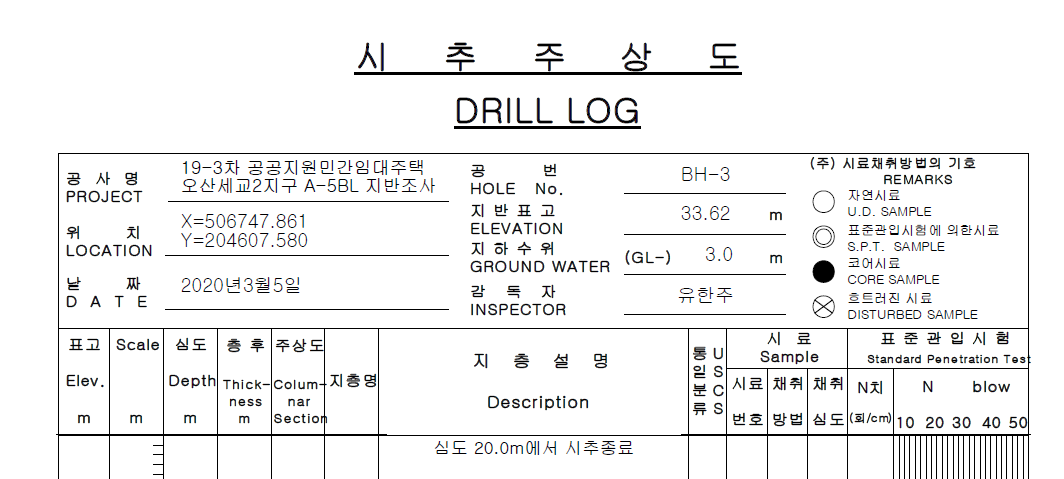 시 추 주 상 도
DRILL LOG
공 사 명
PROJECT
19-3차 공공지원민간임대주택
오산세교2지구 A-5BL 지반조사
위 치
LOCATION
X=506747.861
Y=204607.580
날 짜
D A T E
2020년3월5일
공 번
HOLE No.
BH-3
지 반 표 고
ELEVATION
33.62 m
지 하 수 위
GROUND WATER
(GL-) 3.0 m
감 독 자
INSPECTOR
유한주
(주) 시료채취방법의 기호
REMARKS
자연시료
U.D. SAMPLE
표준관입시험에 의한시료
S.P.T. SAMPLE
코어시료
CORE SAMPLE
흐트러진 시료
DISTURBED SAMPLE
표고
Elev.
m
Scale
m
심도
Depth
m
층 후
Thick-
ness
m
주상도
Colum-
nar
Section
지층명
지 층 설 명
Description
통일분류
USCS
시 료
Sample
시료
번호
채취
방법
채취
심도
표 준 관 입 시 험
Standard Penetration Test
N치
(회/cm)
N blow
10 20 30 40 50
심도 20.0m에서 시추종료